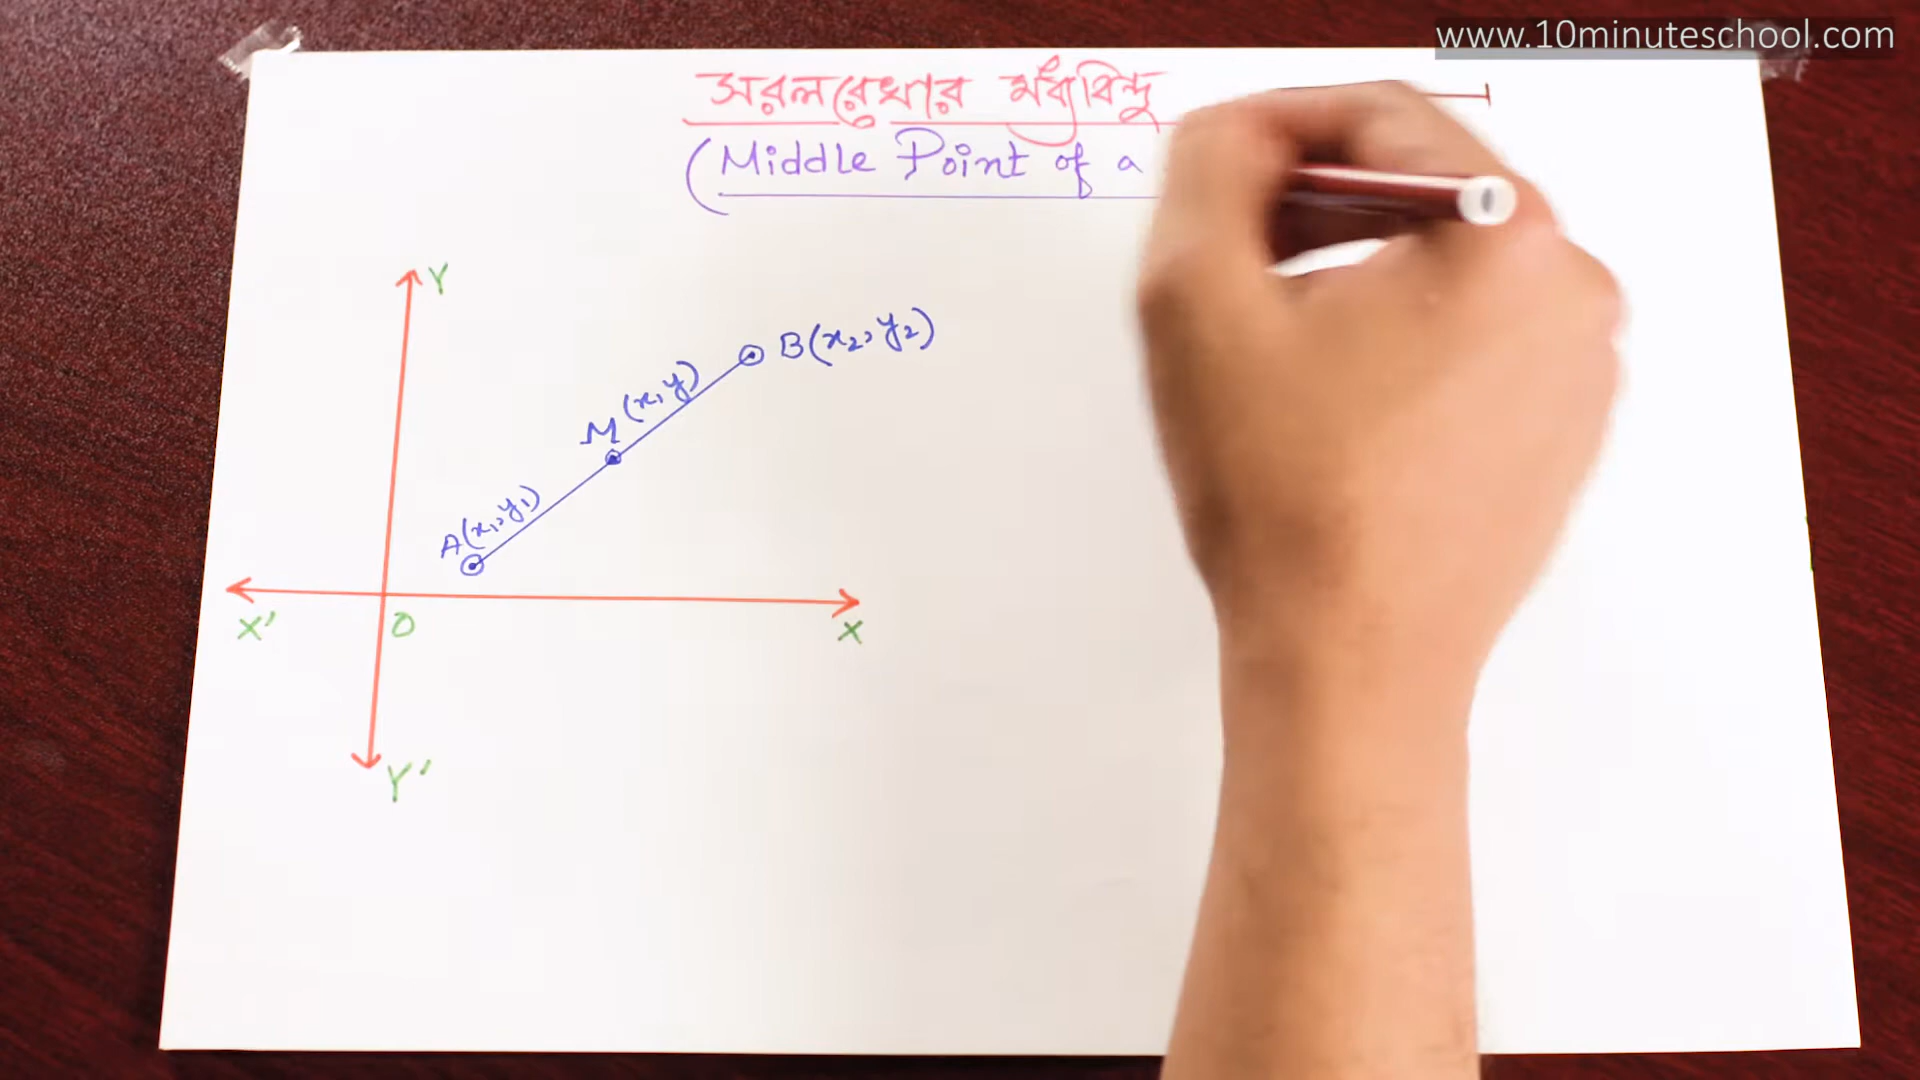 www.10minuteschool.com
সরলরেখার মধ্যবিন্দু
(Middle Point of a
Y
B(x₂, y₂)
M(x, y)
A(x₁, y₁)
X' O X
Y'